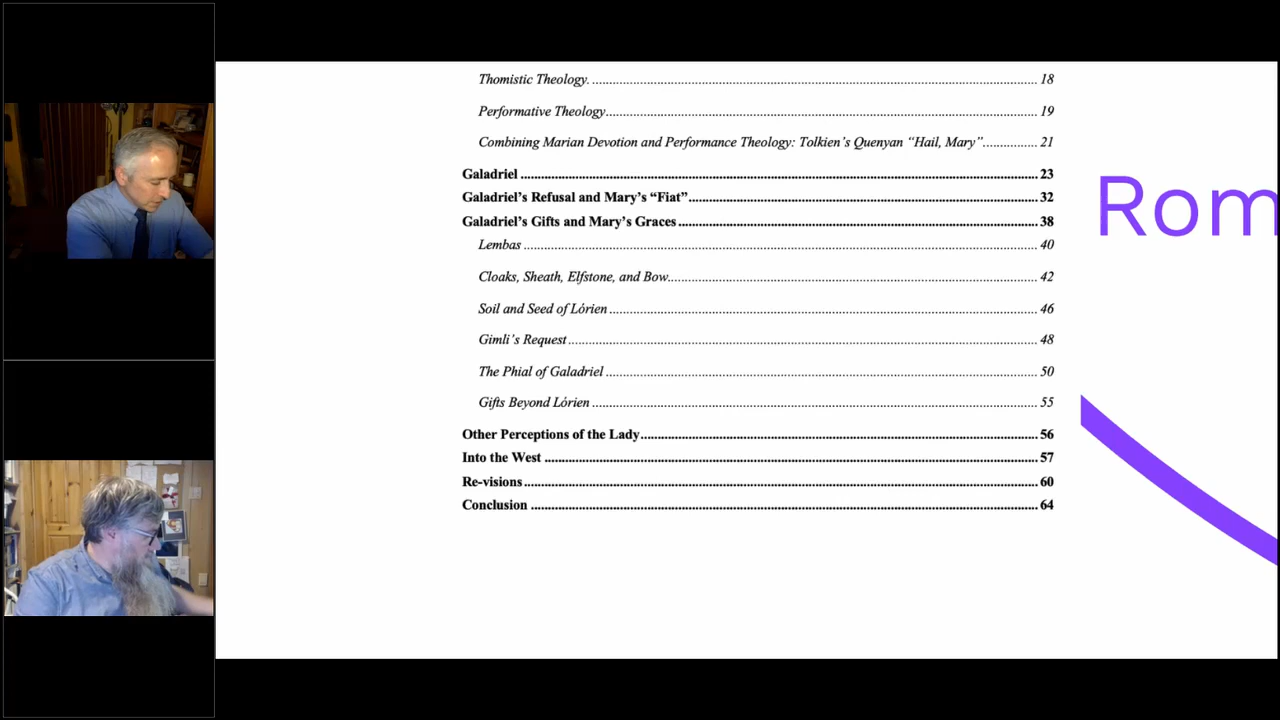 Thomistic Theology. ........ 18
Performative Theology........ 19
Combining Marian Devotion and Performance Theology: Tolkien’s Quenyan “Hail, Mary”........ 21
Galadriel ........ 23
Galadriel’s Refusal and Mary’s “Fiat”........ 32
Galadriel’s Gifts and Mary’s Graces ........ 38
Lembas ........ 40
Cloaks, Sheath, Elfstone, and Bow........ 42
Soil and Seed of Lórien ........ 46
Gimli’s Request ........ 48
The Phial of Galadriel ........ 50
Gifts Beyond Lórien ........ 55
Other Perceptions of the Lady........ 56
Into the West ........ 57
Re-visions ........ 60
Conclusion ........ 64
Rom